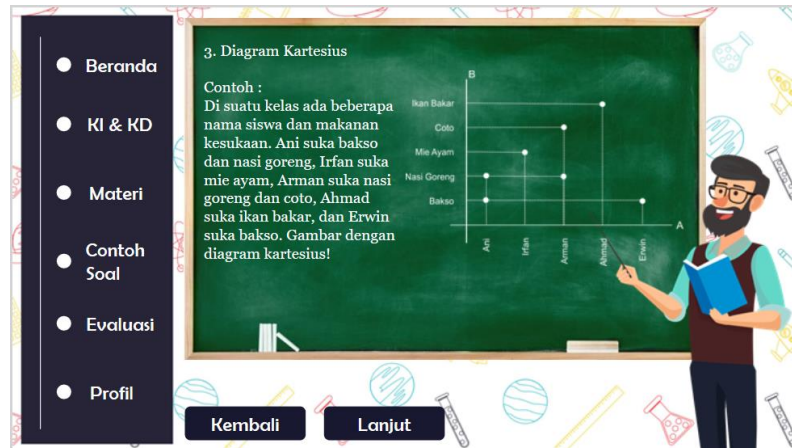 Beranda
KI & KD
Materi
Contoh
Soal
Evaluasi
Profil
3. Diagram Kartesius
Contoh :
Di suatu kelas ada beberapa
nama siswa dan makanan
kesukaan. Ani suka bakso
dan nasi goreng, Irfan suka
mie ayam, Arman suka nasi
goreng dan coto, Ahmad
suka ikan bakar, dan Erwin
suka bakso. Gambar dengan
diagram kartesius!
B
Ikan Bakar
Coto
Mie Ayam
Nasi Goreng
Bakso
A
Ani
Irfan
Arman
Ahmad
Erwin
Kembali
Lanjut